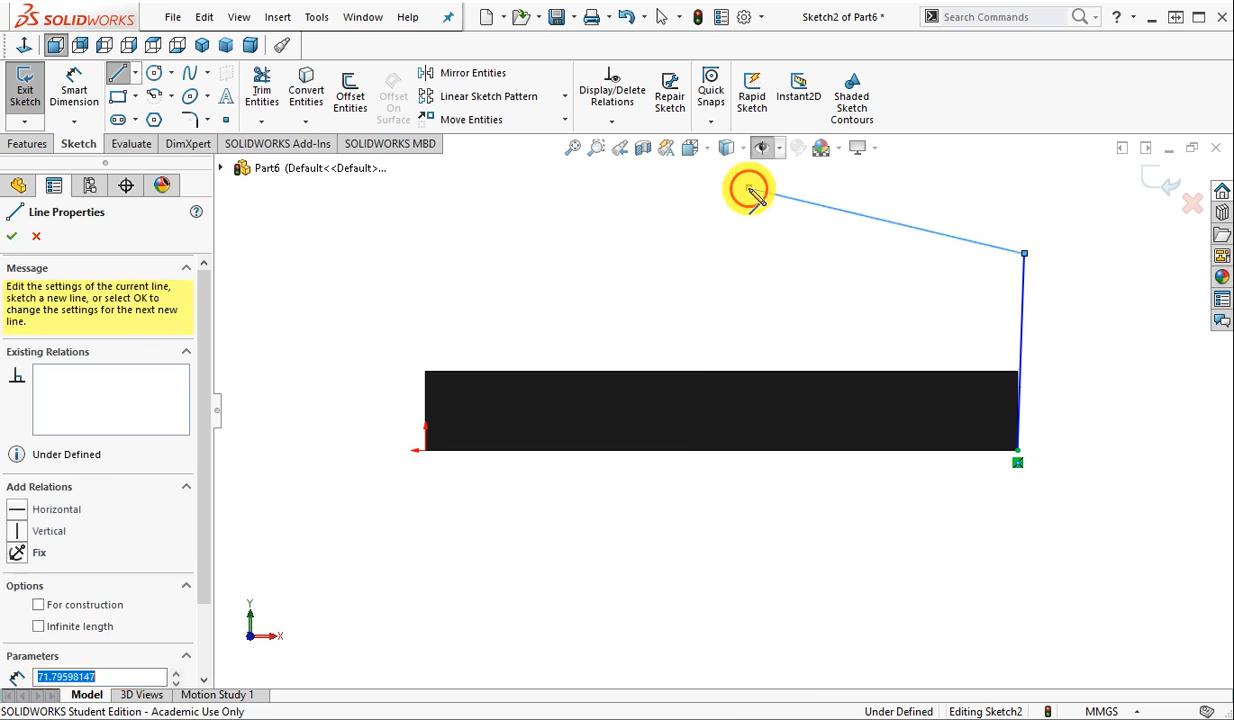 SOLIDWORKS File Edit View Insert Tools Window Help Sketch2 of Part6 * Search Commands ?
Exit Sketch Smart Dimension Trim Entities Convert Entities Offset Entities Offset On Surface Mirror Entities Linear Sketch Pattern Move Entities Display/Delete Relations Repair Sketch Quick Snaps Rapid Sketch Instant2D Shaded Sketch Contours
Features Sketch Evaluate DimXpert SOLIDWORKS Add-Ins SOLIDWORKS MBD
Part6 (Default<<Default>...
Line Properties ?
Message
Edit the settings of the current line,
sketch a new line, or select OK to
change the settings for the next new
line.
Existing Relations
Under Defined
Add Relations
Horizontal
Vertical
Fix
Options
For construction
Infinite length
Parameters
71.79598147
Y
X
Model 3D Views Motion Study 1
SOLIDWORKS Student Edition - Academic Use Only Under Defined Editing Sketch2 MMGS